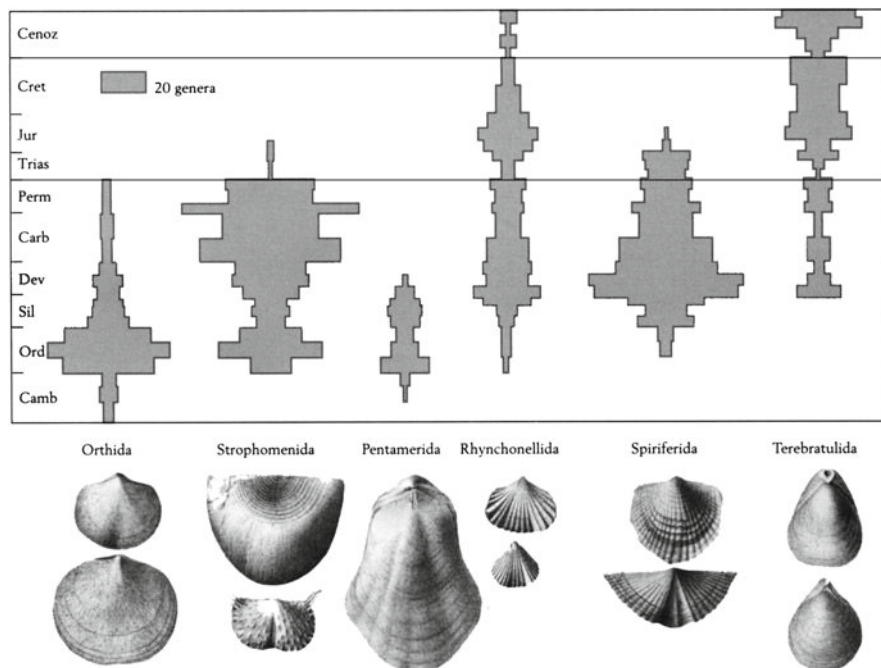 Cenoz
Cret
20 genera
Jur
Trias
Perm
Carb
Dev
Sil
Ord
Camb
Orthida
Strophomenida
Pentamerida
Rhynchonellida
Spiriferida
Terebratulida